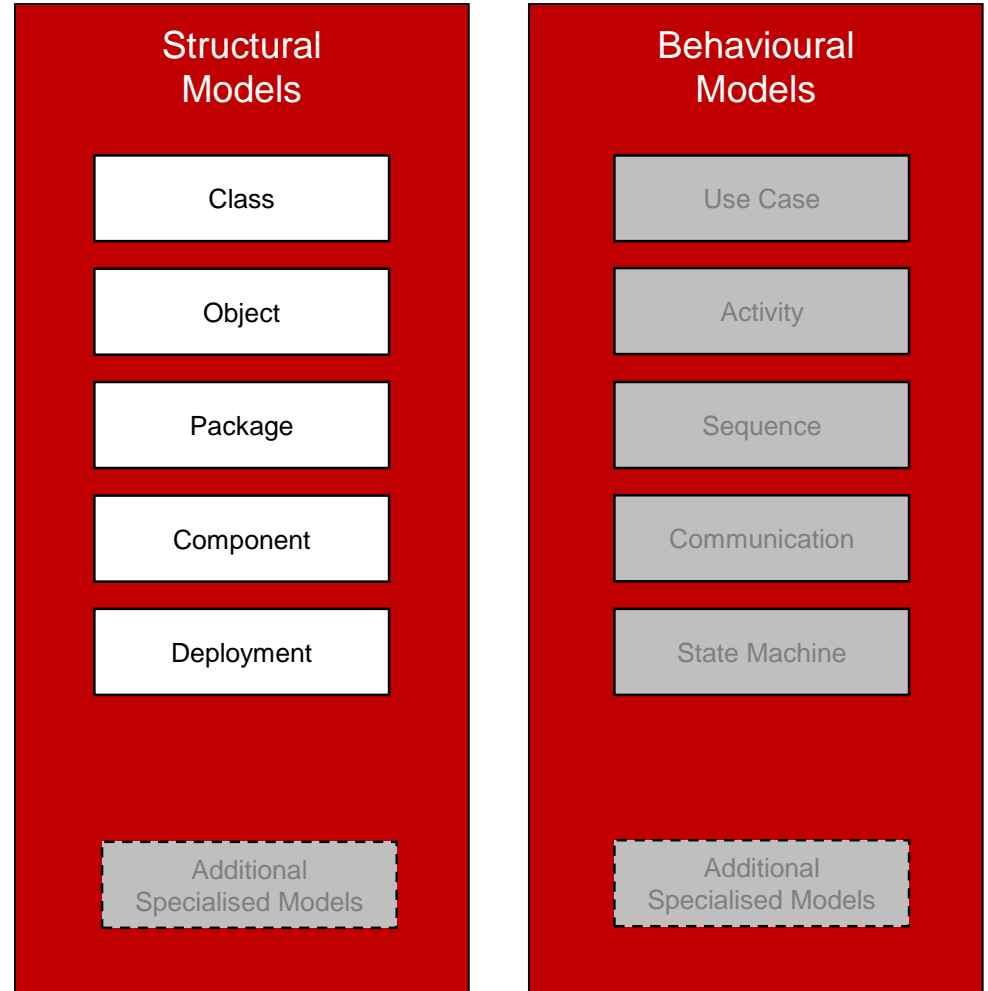 Structural
Models
Class
Object
Package
Component
Deployment
Additional
Specialised Models
Behavioural
Models
Use Case
Activity
Sequence
Communication
State Machine
Additional
Specialised Models